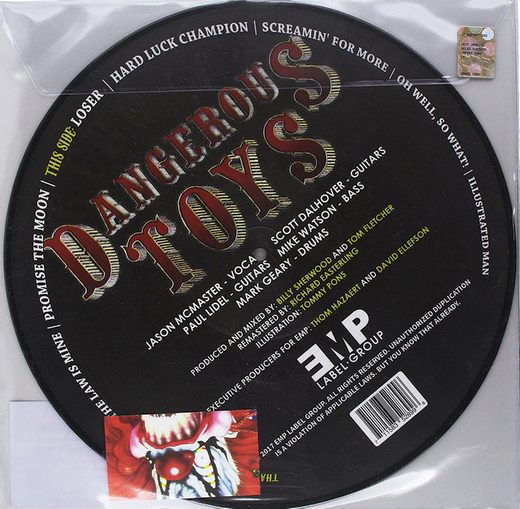 THE LAW IS MINE | PROMISE THE MOON | THIS SIDE: LOSER | HARD LUCK CHAMPION | SCREAMIN' FOR MORE | OH WELL, SO WHAT! | ILLUSTRATED MAN
DANGEROUS
TOYS
JASON MCMASTER - VOCALS SCOTT DALHOVER - GUITARS
PAUL LIDEL - GUITARS MIKE WATSON - BASS
MARK GEARY - DRUMS
PRODUCED AND MIXED BY: BILLY SHERWOOD AND TOM FLETCHER
REMASTERED BY: RICHARD EASTERLING
ILLUSTRATION: TOMMY PONS
EXECUTIVE PRODUCERS FOR EMP: THOM HAZAERT AND DAVID ELLEFSON
EMP
LABEL·GROUP
2017 EMP LABEL GROUP. ALL RIGHTS RESERVED. UNAUTHORIZED DUPLICATION
IS A VIOLATION OF APPLICABLE LAWS. BUT YOU KNOW THAT ALREADY.
THA